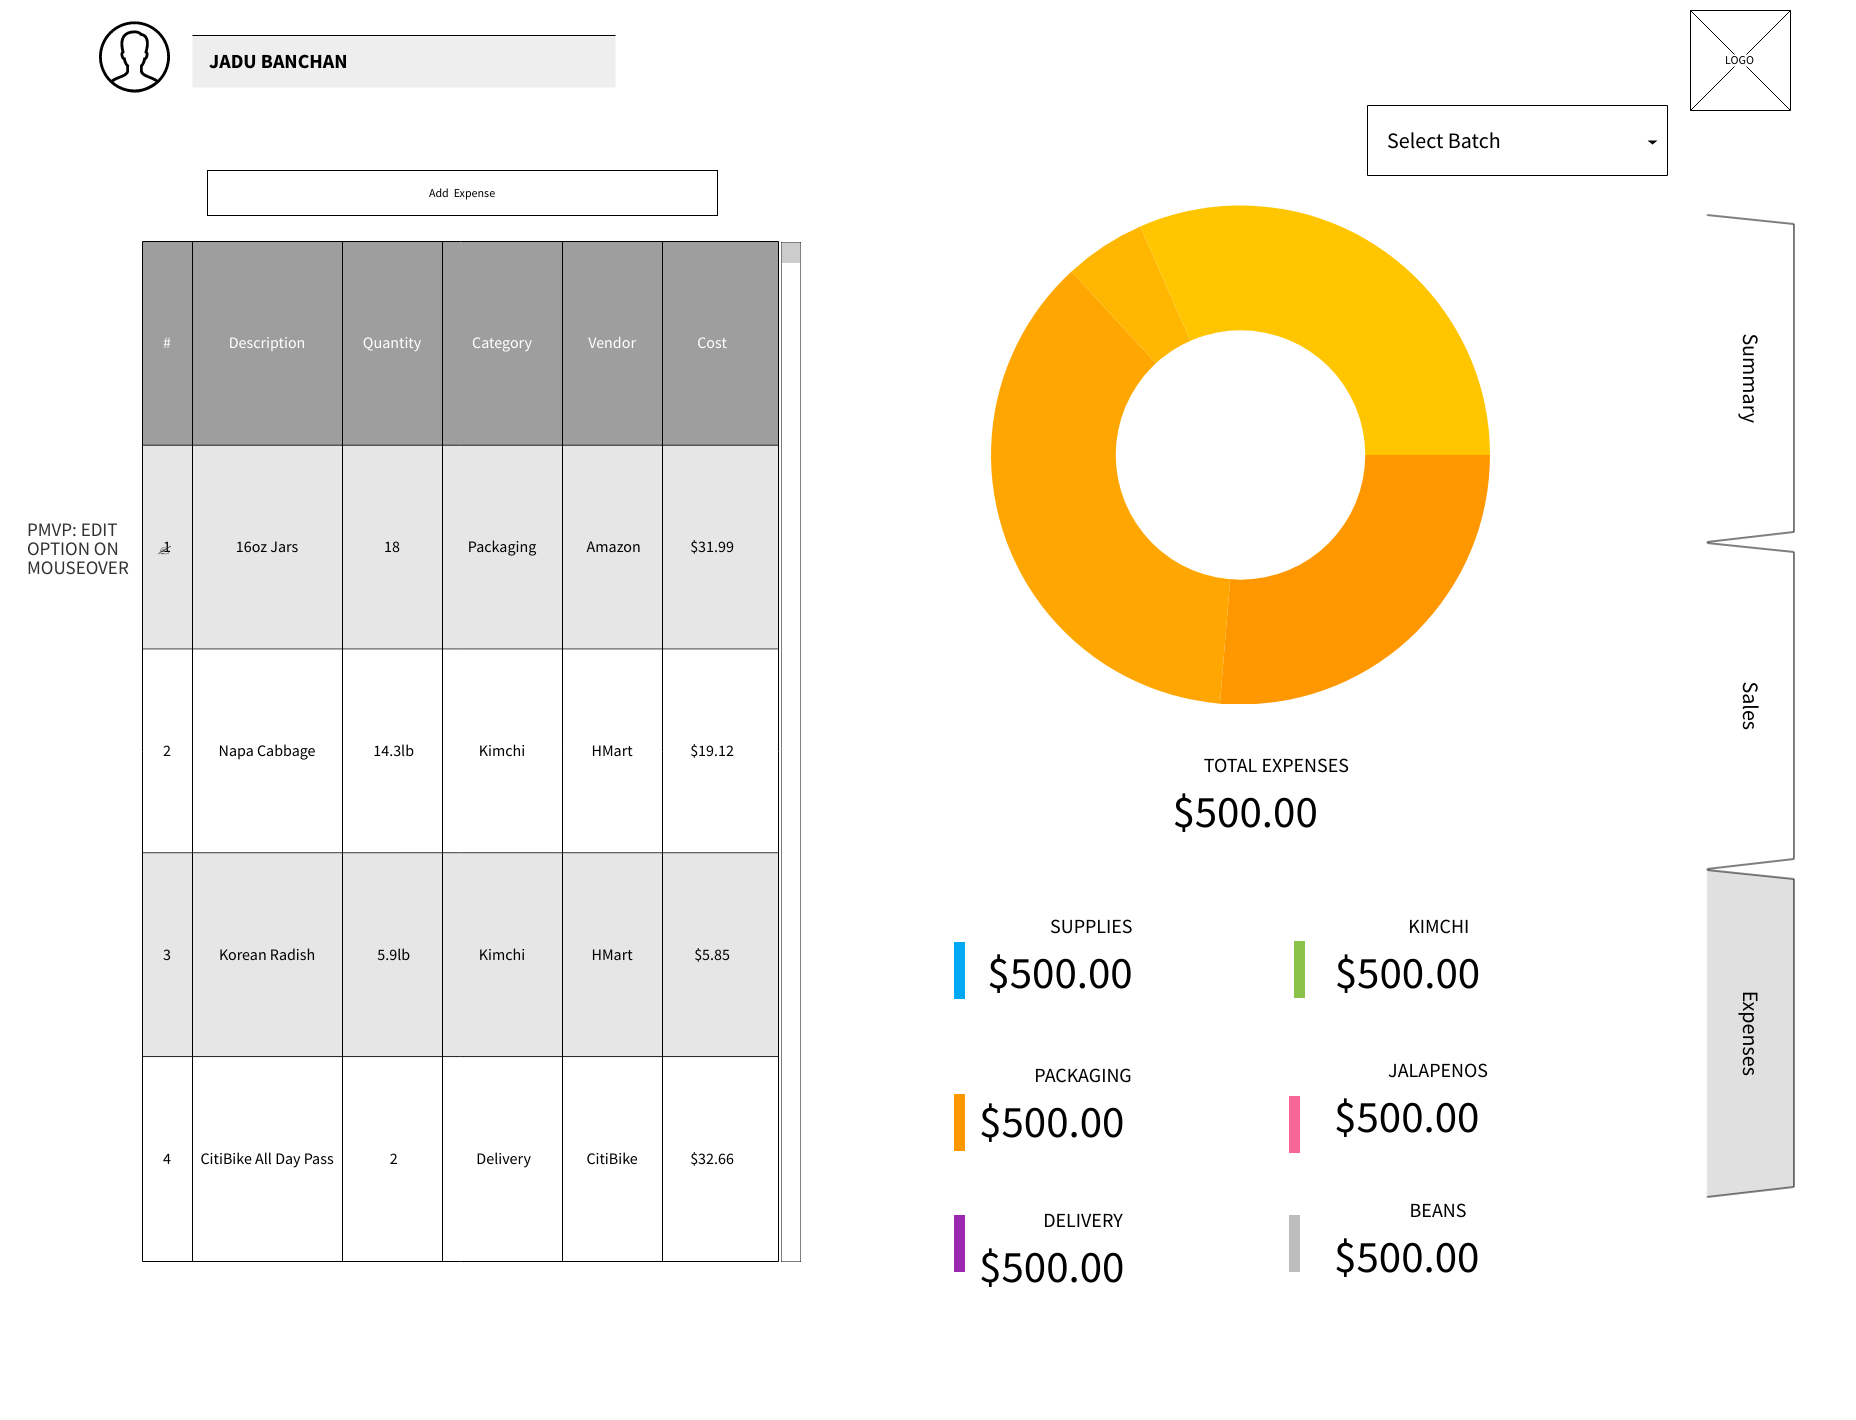 JADU BANCHAN
LOGO
Select Batch
Add Expense
# Description Quantity Category Vendor Cost
PMVP: EDIT
OPTION ON
MOUSEOVER
1 16oz Jars 18 Packaging Amazon $31.99
2 Napa Cabbage 14.3lb Kimchi HMart $19.12
3 Korean Radish 5.9lb Kimchi HMart $5.85
4 CitiBike All Day Pass 2 Delivery CitiBike $32.66
TOTAL EXPENSES
$500.00
SUPPLIES
$500.00
KIMCHI
$500.00
PACKAGING
$500.00
JALAPENOS
$500.00
DELIVERY
$500.00
BEANS
$500.00
Summary
Sales
Expenses